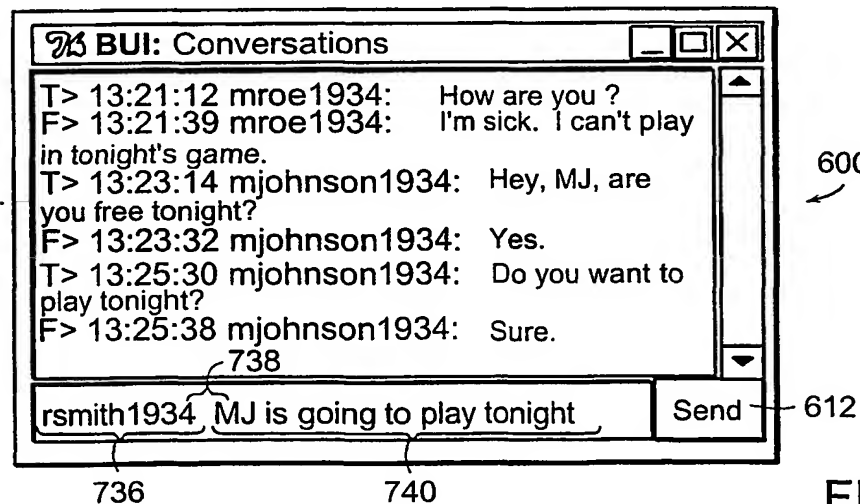 BUI: Conversations
T> 13:21:12 mroe1934: How are you ?
F> 13:21:39 mroe1934: I'm sick. I can't play
in tonight's game.
T> 13:23:14 mjohnson1934: Hey, MJ, are
you free tonight?
F> 13:23:32 mjohnson1934: Yes.
T> 13:25:30 mjohnson1934: Do you want to
play tonight?
F> 13:25:38 mjohnson1934: Sure.
738
rsmith1934 MJ is going to play tonight Send 612
736 740
600